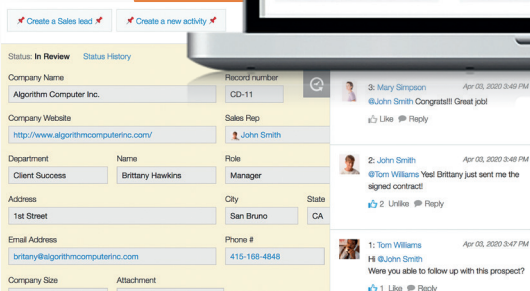 Create a Sales lead
Create a new activity
Status: In Review Status History
Company Name
Record number
Algorithm Computer Inc.
CD-11
Company Website
Sales Rep
http://www.algorithmcomputerinc.com/
John Smith
Department
Name
Role
Client Success
Brittany Hawkins
Manager
Address
City
State
1st Street
San Bruno
CA
Email Address
Phone #
britany@algorithmcomputerinc.com
415-168-4848
Company Size
Attachment
3: Mary Simpson
Apr 03, 2020 3:49 PM
@John Smith Congrats!!! Great job!
Like Reply
2: John Smith
Apr 03, 2020 3:48 PM
@Tom Williams Yes! Brittany just sent me the
signed contract!
2 Unlike Reply
1: Tom Williams
Apr 03, 2020 3:47 PM
Hi @John Smith
Were you able to follow up with this prospect?
1 Like Reply